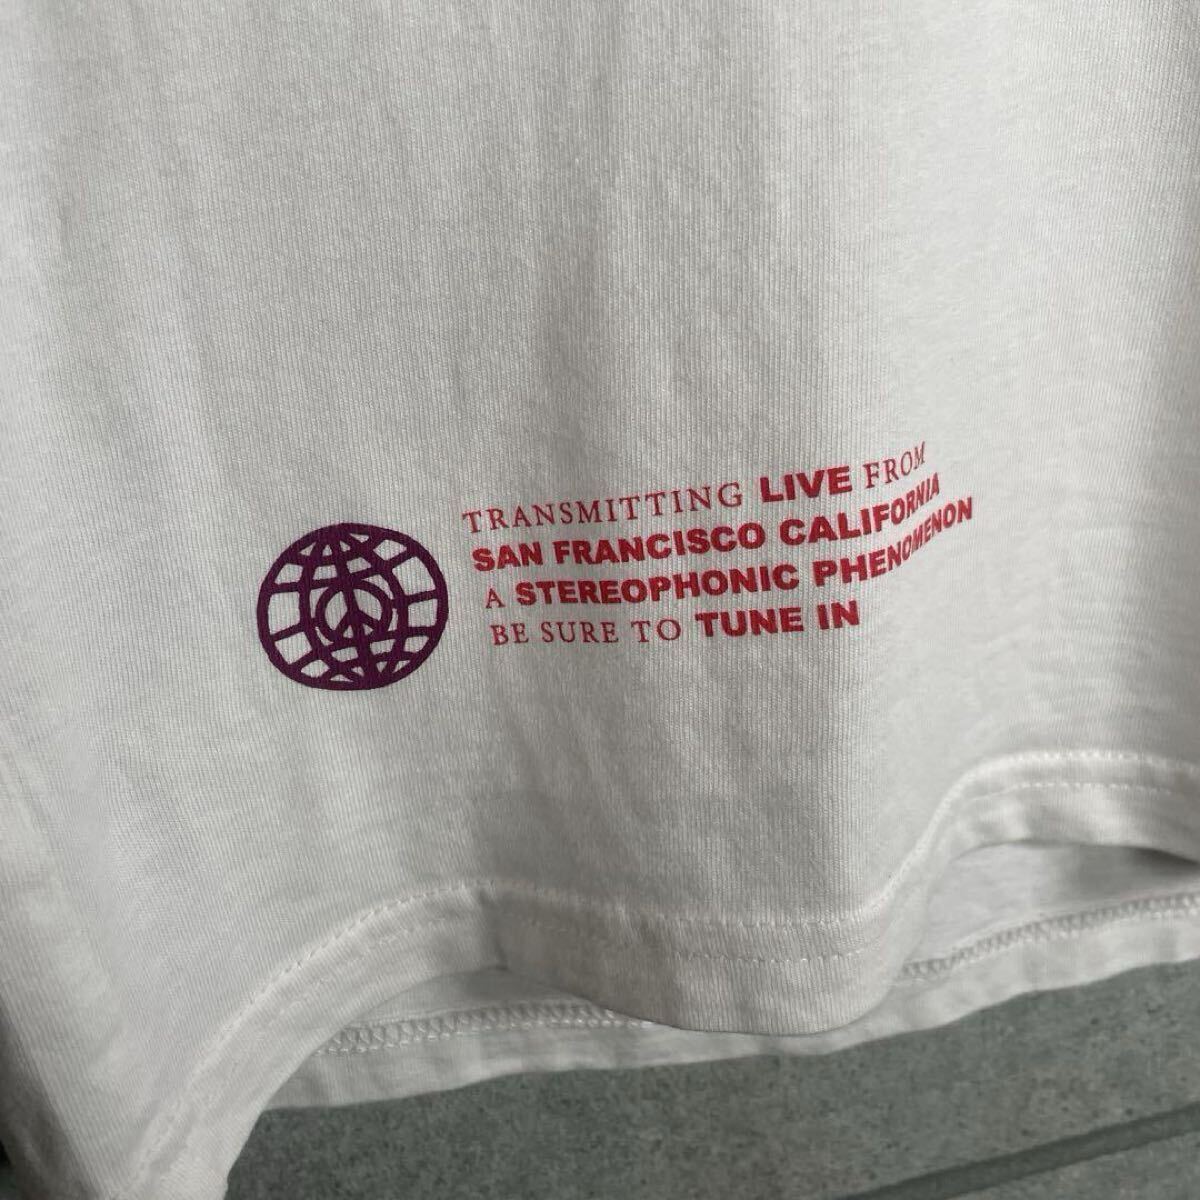 TRANSMITTING LIVE FROM
SAN FRANCISCO CALIFORNIA
A STEREOPHONIC PHENOMENON
BE SURE TO TUNE IN